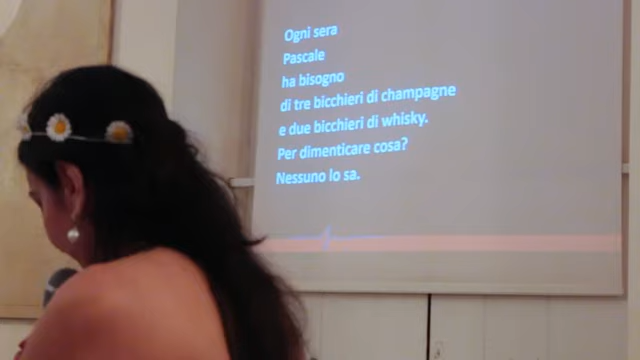 Ogni sera
Pascale
ha bisogno
di tre bicchieri di champagne
e due bicchieri di whisky.
Per dimenticare cosa?
Nessuno lo sa.